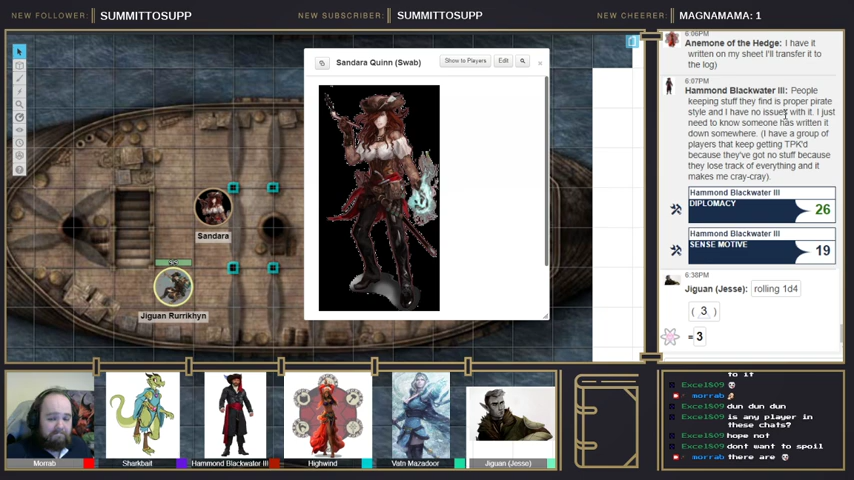 NEW FOLLOWER: SUMMITTOSUPP
NEW SUBSCRIBER: SUMMITTOSUPP
NEW CHEERER: MAGNAMAMA: 1
Sandara Quinn (Swab)
Show to Players
Edit
Sandara
Jiguan Rurrikhyn
6:06PM
Anemone of the Hedge: I have it
written on my sheet I'll transfer it to
the log)
6:07PM
Hammond Blackwater III: People
keeping stuff they find is proper pirate
style and I have no issues with it. I just
need to know someone has written it
down somewhere. (I have a group of
players that keep getting TPK'd
because they've got no stuff because
they lose track of everything and it
makes me cray-cray).
Hammond Blackwater III
DIPLOMACY
26
Hammond Blackwater III
SENSE MOTIVE
19
6:38PM
Jiguan (Jesse): rolling 1d4
( 3 )
= 3
Morrab
Sharkbait
Hammond Blackwater III
Highwind
Vatn Mazadoor
Jiguan (Jesse)
to it
Excel809
morrab
Excel809 dun dun dun
Excel809 is any player in
these chats?
Excel809 hope not
Excel809 dont want to spoil
morrab there are